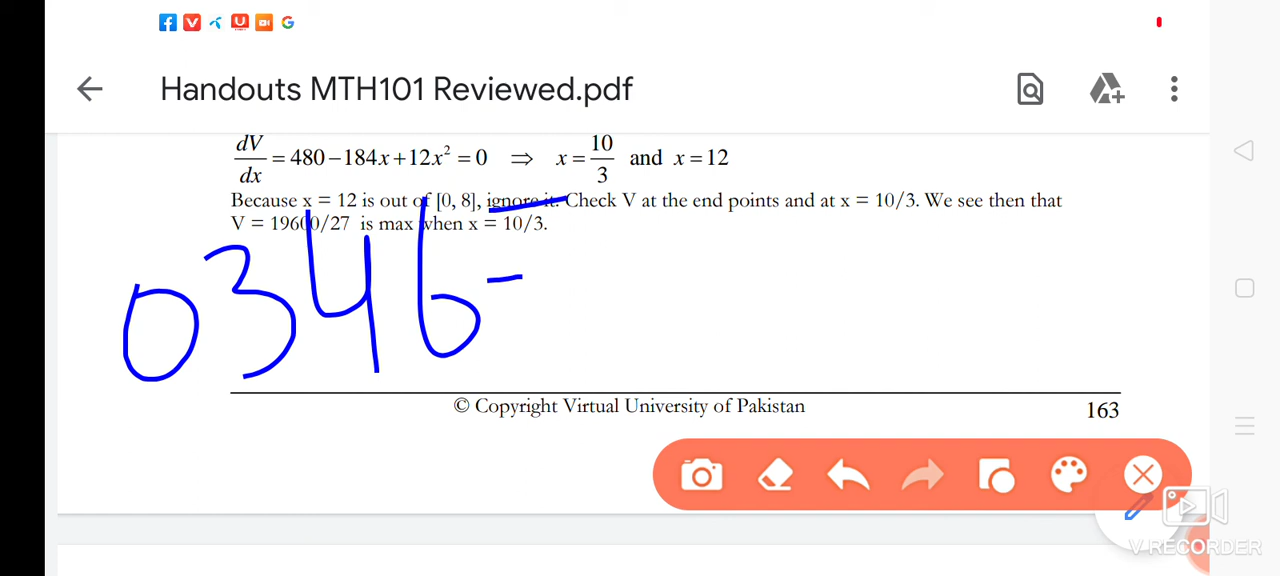 Handouts MTH101 Reviewed.pdf
dV/dx = 480 − 184x + 12x² = 0 ⇒ x = 10/3 and x = 12
Because x = 12 is out of [0, 8], ignore it. Check V at the end points and at x = 10/3. We see then that
V = 19600/27 is max when x = 10/3.
0346-
© Copyright Virtual University of Pakistan
163
V RECORDER